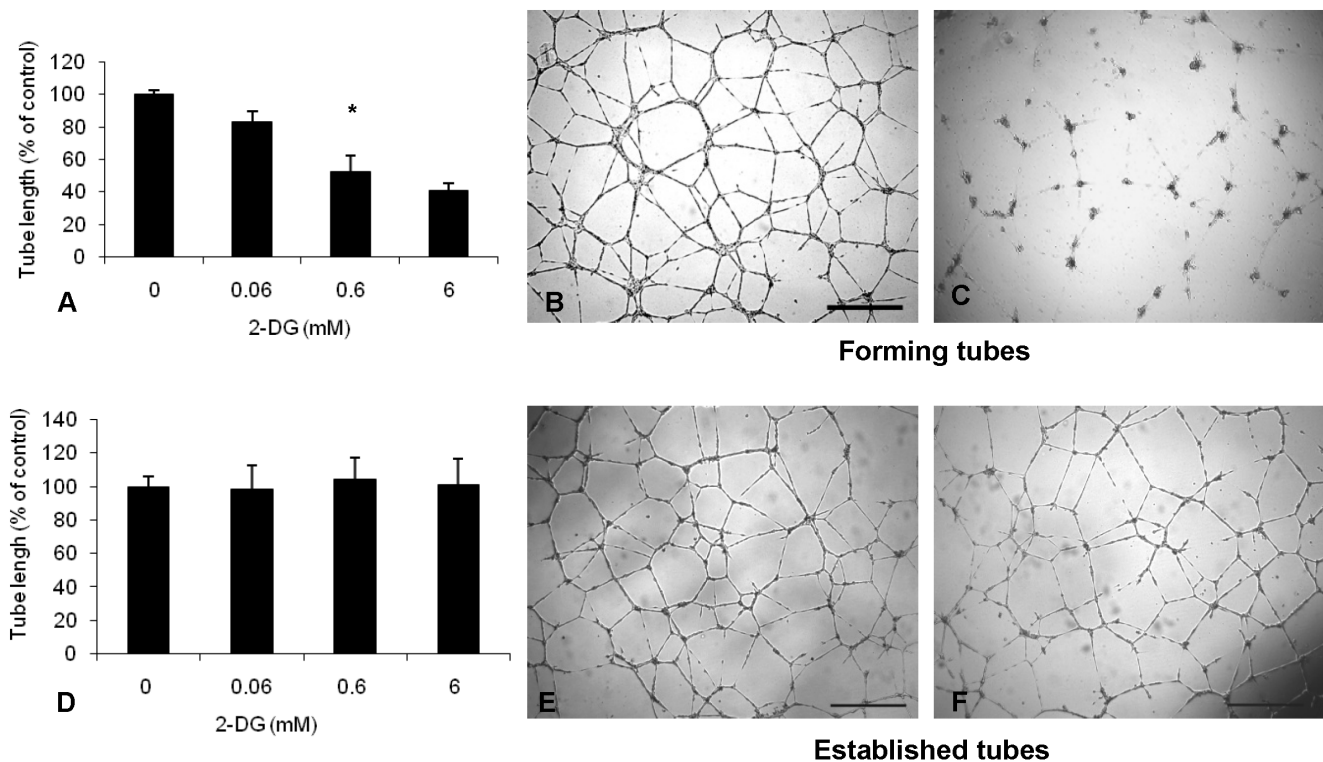 Tube length (% of control)
120
100
80
60
40
20
0
*
0 0.06 0.6 6
2-DG (mM)
A
B
C
Forming tubes
Tube lengh (% of control)
140
120
100
80
60
40
20
0
0 0.06 0.6 6
2-DG (mM)
D
E
F
Established tubes